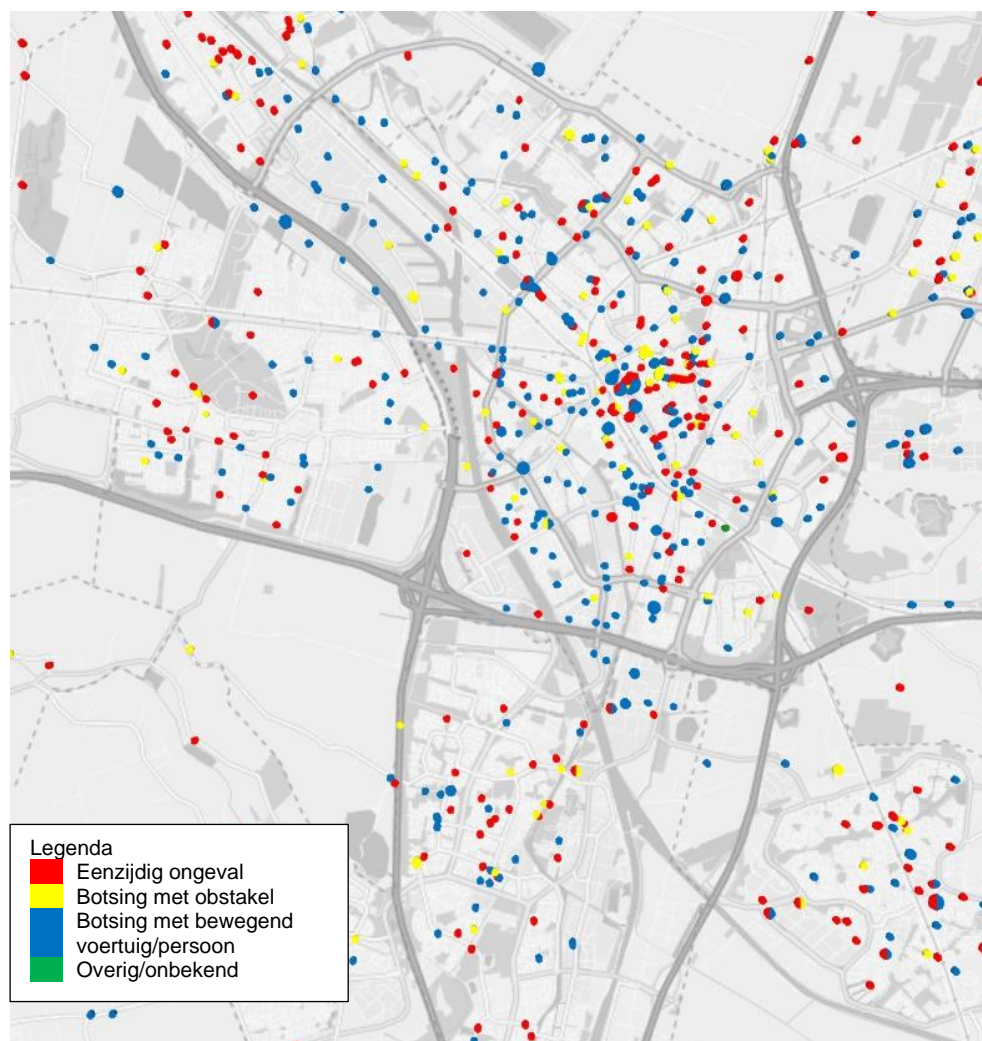 Legenda
Eenzijdig ongeval
Botsing met obstakel
Botsing met bewegend
voertuig/persoon
Overig/onbekend